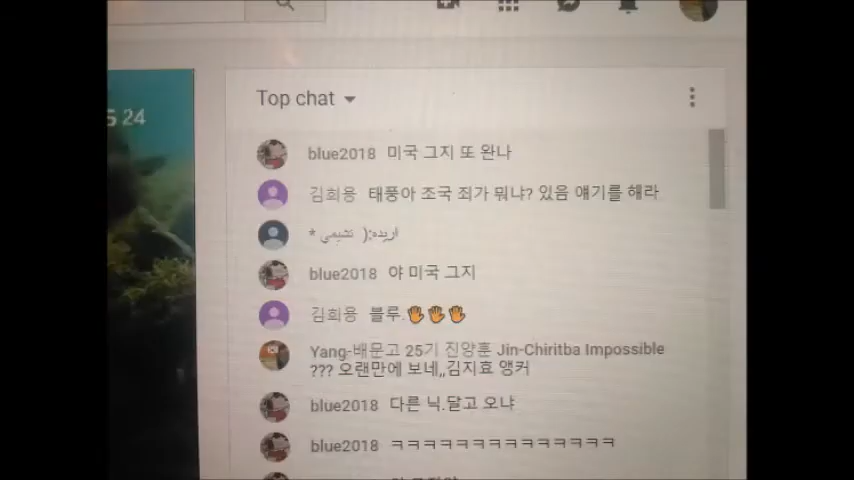 5 24
Top chat
blue2018 미국 그지 또 완나
김희용 태풍아 조국 죄가 뭐냐? 있음 얘기를 해라
blue2018 야 미국 그지
김희용 블루.🖐🖐🖐
Yang-배문고 25기 진양훈 Jin-Chiritba Impossible
??? 오랜만에 보네,,김지효 앵커
blue2018 다른 닉.달고 오냐
blue2018 ㅋㅋㅋㅋㅋㅋㅋㅋㅋㅋㅋㅋㅋㅋ